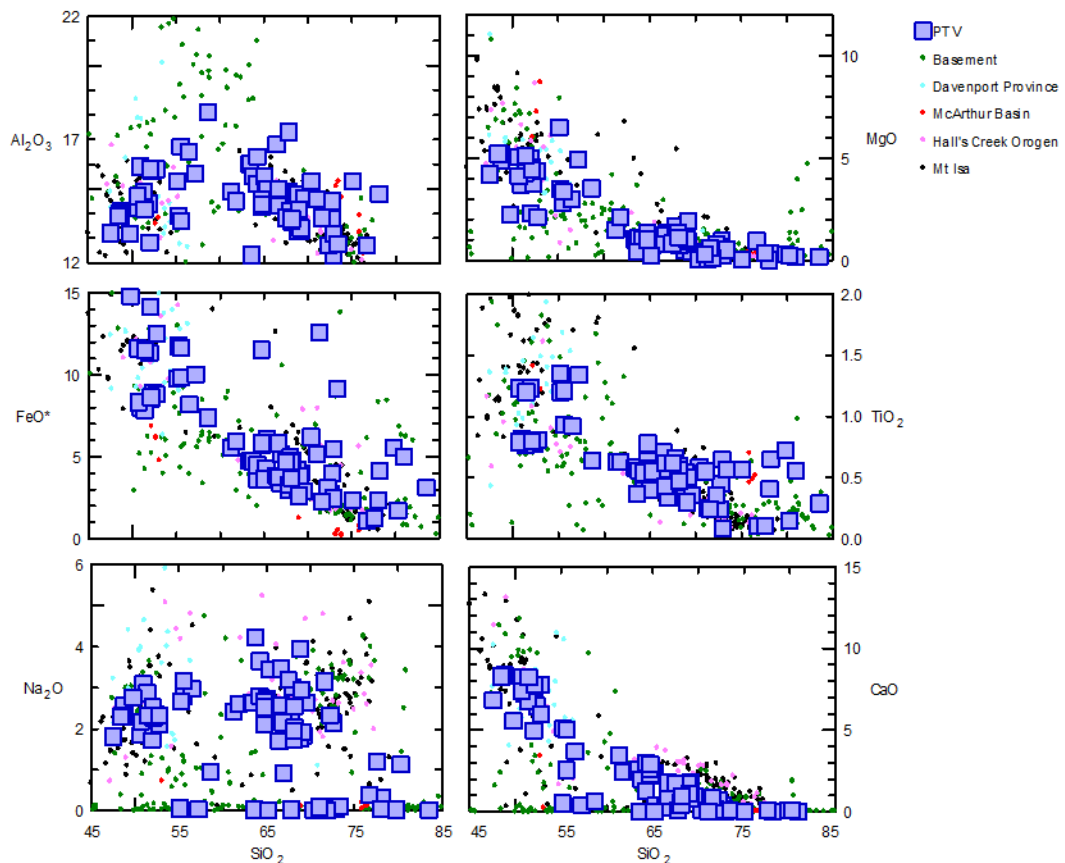 22
17
12
Al2O3
10
5
0
MgO
PTV
Basement
Davenport Province
McArthur Basin
Hall's Creek Orogen
Mt Isa
15
10
5
0
FeO*
2.0
1.5
1.0
0.5
0.0
TiO2
6
4
2
0
Na2O
45 55 65 75 85
SiO2
15
10
5
0
CaO
45 55 65 75 85
SiO2